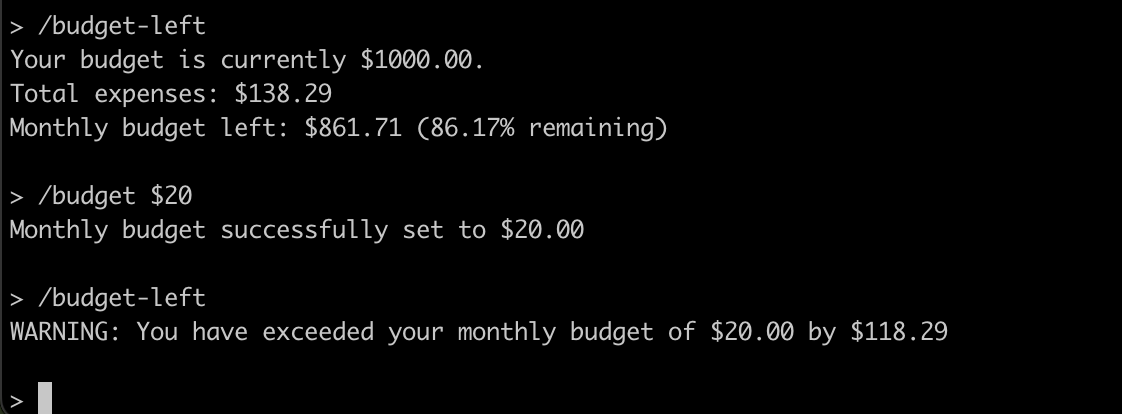 > /budget-left
Your budget is currently $1000.00.
Total expenses: $138.29
Monthly budget left: $861.71 (86.17% remaining)
> /budget $20
Monthly budget successfully set to $20.00
> /budget-left
WARNING: You have exceeded your monthly budget of $20.00 by $118.29
>